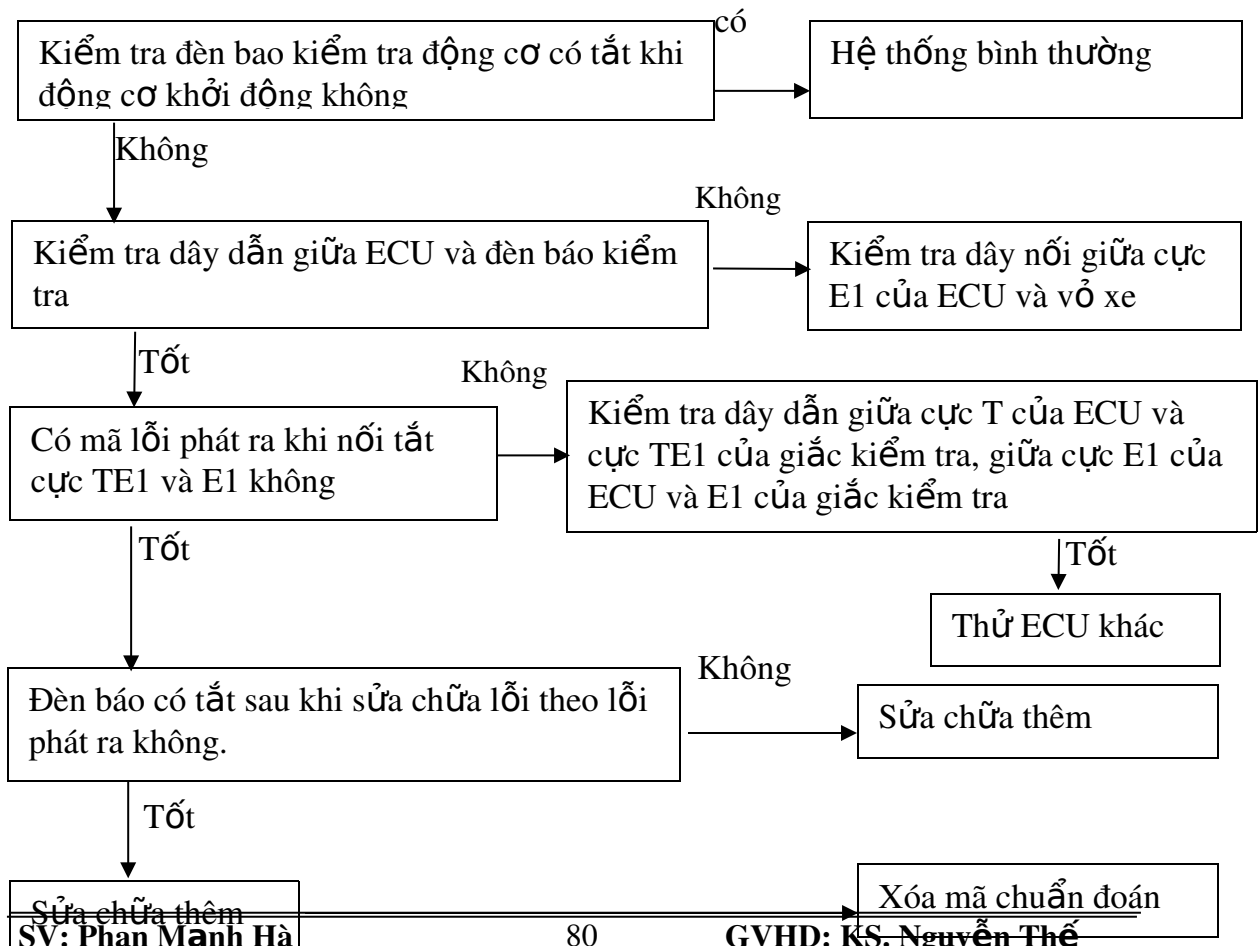 có
Kiểm tra đèn bao kiểm tra động cơ có tắt khi
động cơ khởi động không
Hệ thống bình thường
Không
Không
Kiểm tra dây dẫn giữa ECU và đèn báo kiểm
tra
Kiểm tra dây nối giữa cực
E1 của ECU và vỏ xe
Tốt
Không
Có mã lỗi phát ra khi nối tắt
cực TE1 và E1 không
Kiểm tra dây dẫn giữa cực T của ECU và
cực TE1 của giắc kiểm tra, giữa cực E1 của
ECU và E1 của giắc kiểm tra
Tốt
Tốt
Thử ECU khác
Không
Đèn báo có tắt sau khi sửa chữa lỗi theo lỗi
phát ra không.
Sửa chữa thêm
Tốt
Sửa chữa thêm
Xóa mã chuẩn đoán
SV: Phan Mạnh Hà 80 GVHD: KS. Nguyễn Thế